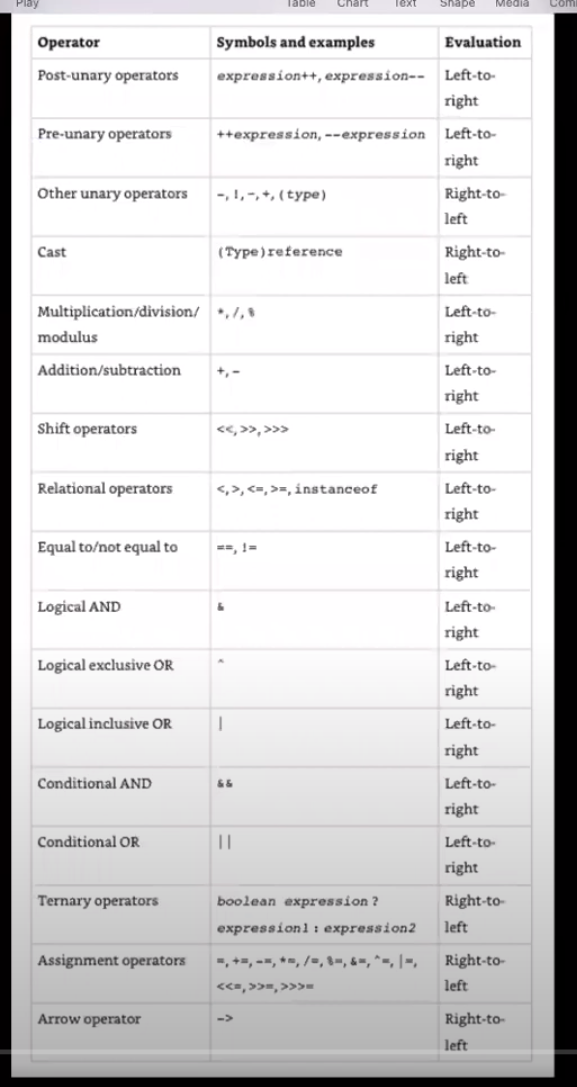 Play Table Chart Text Shape Media
Operator Symbols and examples Evaluation
Post-unary operators expression++, expression-- Left-to-
right
Pre-unary operators ++expression, --expression Left-to-
right
Other unary operators -, !, ~, +, (type) Right-to-
left
Cast (Type)reference Right-to-
left
Multiplication/division/ *, /, % Left-to-
modulus right
Addition/subtraction +, - Left-to-
right
Shift operators <<, >>, >>> Left-to-
right
Relational operators <, >, <=, >=, instanceof Left-to-
right
Equal to/not equal to ==, != Left-to-
right
Logical AND & Left-to-
right
Logical exclusive OR ^ Left-to-
right
Logical inclusive OR | Left-to-
right
Conditional AND && Left-to-
right
Conditional OR || Left-to-
right
Ternary operators boolean expression ? Right-to-
expression1 : expression2 left
Assignment operators =, +=, -=, *=, /=, %=, &=, ^=, |=, Right-to-
<<=, >>=, >>>= left
Arrow operator -> Right-to-
left